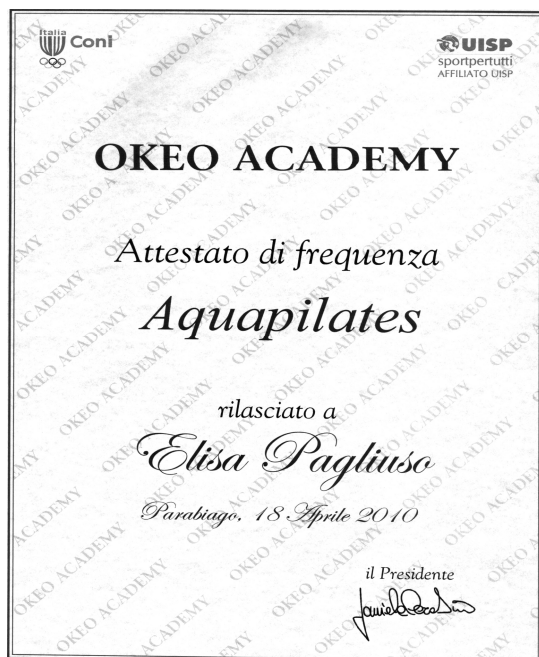 Italia
Coni
UISP
sportpertutti
AFFILIATO UISP
OKEO ACADEMY
Attestato di frequenza
Aquapilates
rilasciato a
Elisa Pagliuso
Parabiago, 18 Aprile 2010
il Presidente